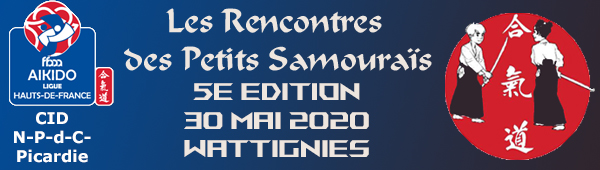 ffbad
AIKIDO
LIGUE
HAUTS-DE-FRANCE
合氣道
CID
N-P-d-C-
Picardie
Les Rencontres
des Petits Samouraïs
5E EDITION
30 MAI 2020
WATTIGNIES
合
氣
道